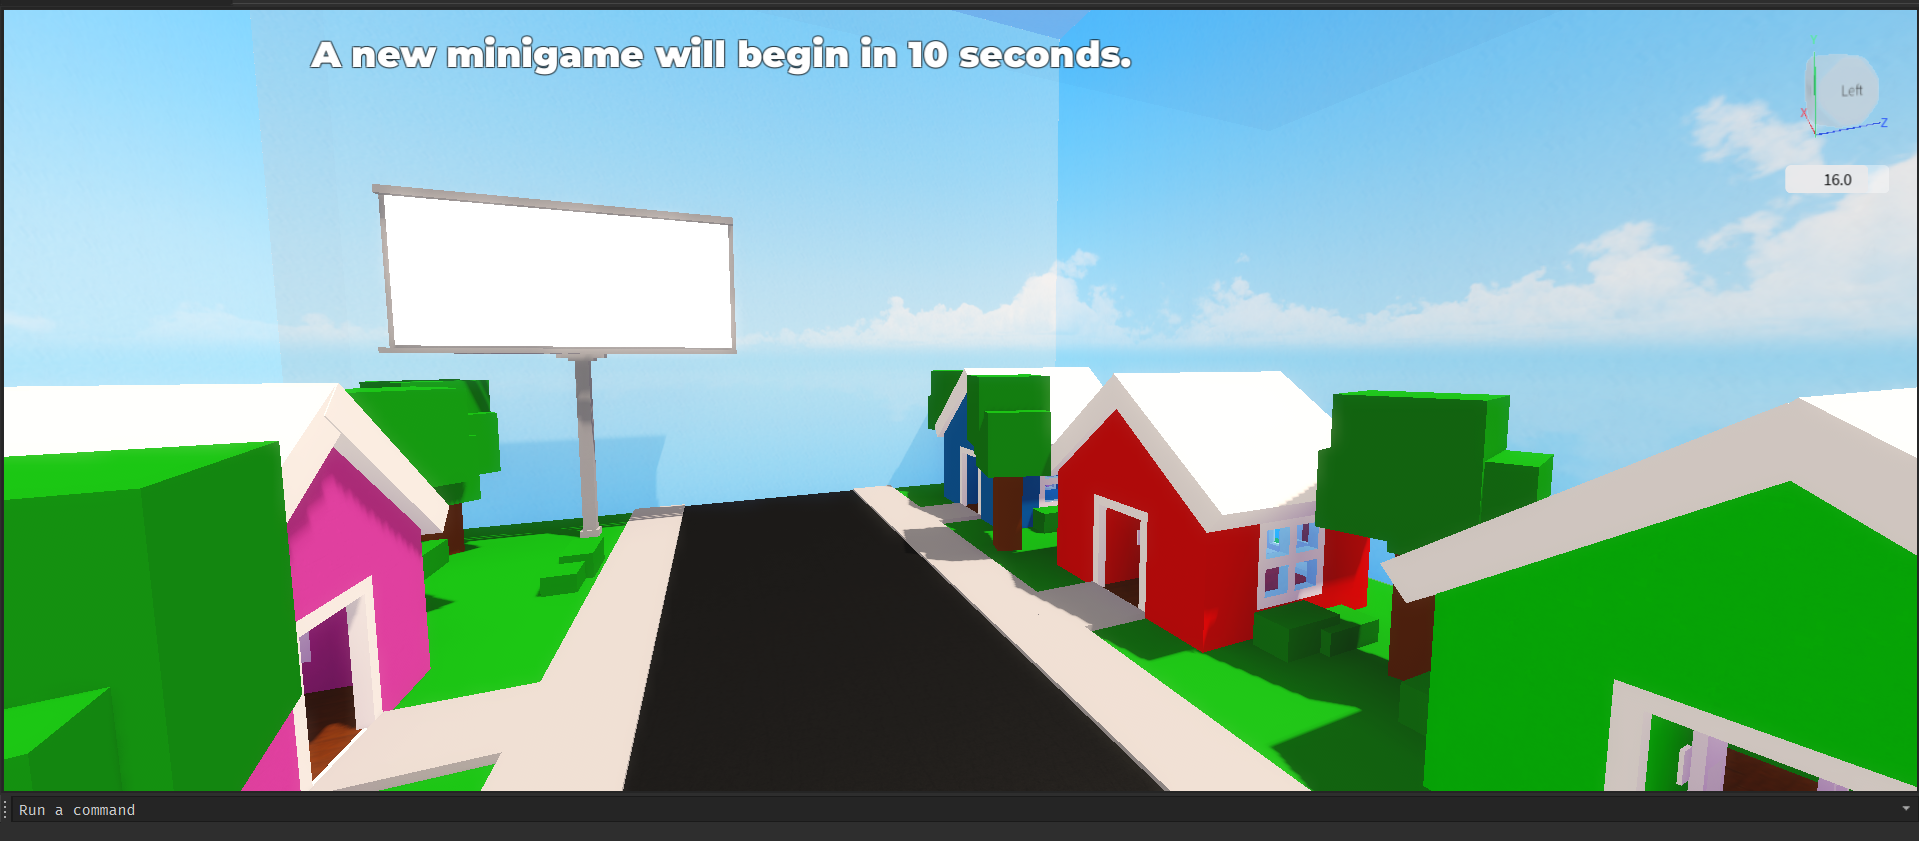 A new minigame will begin in 10 seconds.
Left
X
Z
16.0
Run a command